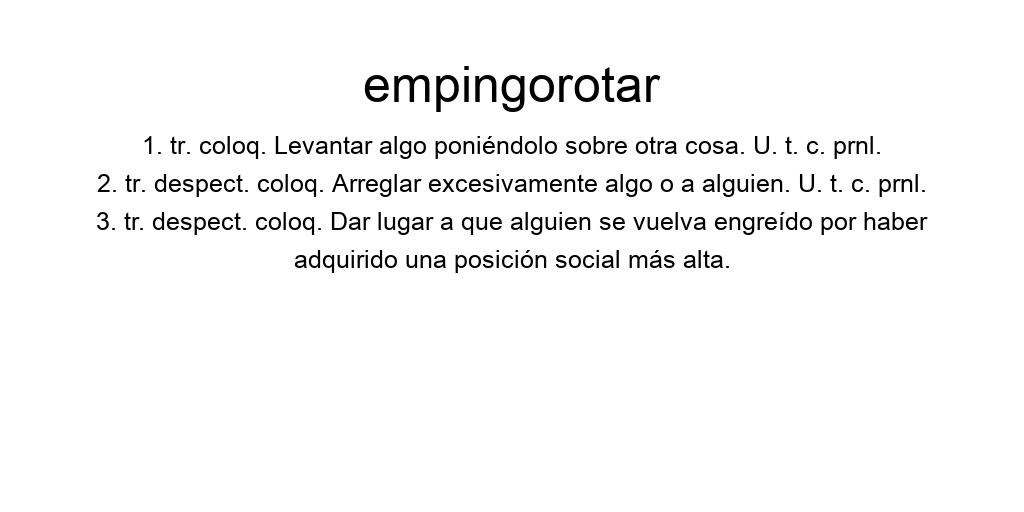 empingorotar
1. tr. coloq. Levantar algo poniéndolo sobre otra cosa. U. t. c. prnl.
2. tr. despect. coloq. Arreglar excesivamente algo o a alguien. U. t. c. prnl.
3. tr. despect. coloq. Dar lugar a que alguien se vuelva engreído por haber
adquirido una posición social más alta.